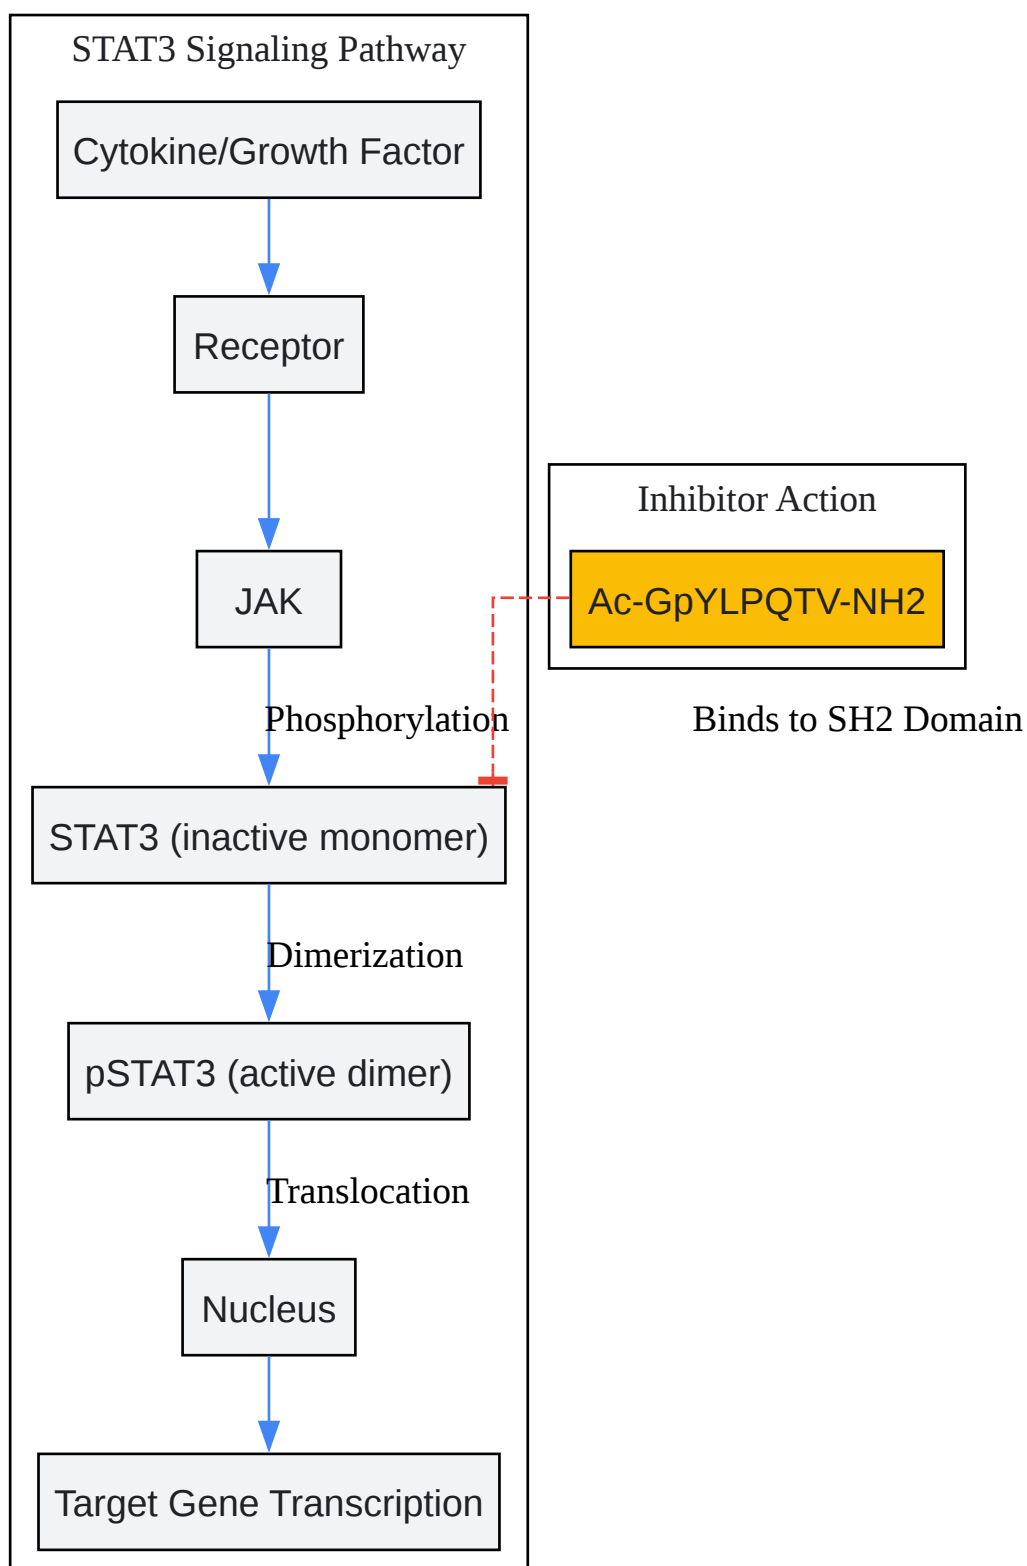 STAT3 Signaling Pathway
Cytokine/Growth Factor
Receptor
Inhibitor Action
JAK
Ac-GpYLPQTV-NH2
Phosphorylation
Binds to SH2 Domain
STAT3 (inactive monomer)
Dimerization
pSTAT3 (active dimer)
Translocation
Nucleus
Target Gene Transcription